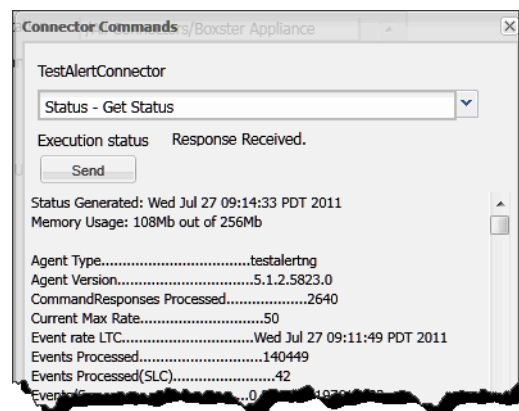 Connector Commands
/Boxster Appliance
TestAlertConnector
Status - Get Status
Execution status Response Received.
Send
Status Generated: Wed Jul 27 09:14:33 PDT 2011
Memory Usage: 108Mb out of 256Mb
Agent Type..................................testalertng
Agent Version...............................5.1.2.5823.0
CommandResponses Processed...................2640
Current Max Rate............................50
Event rate LTC..............................Wed Jul 27 09:11:49 PDT 2011
Events Processed............................140449
Events Processed(SLC).......................42